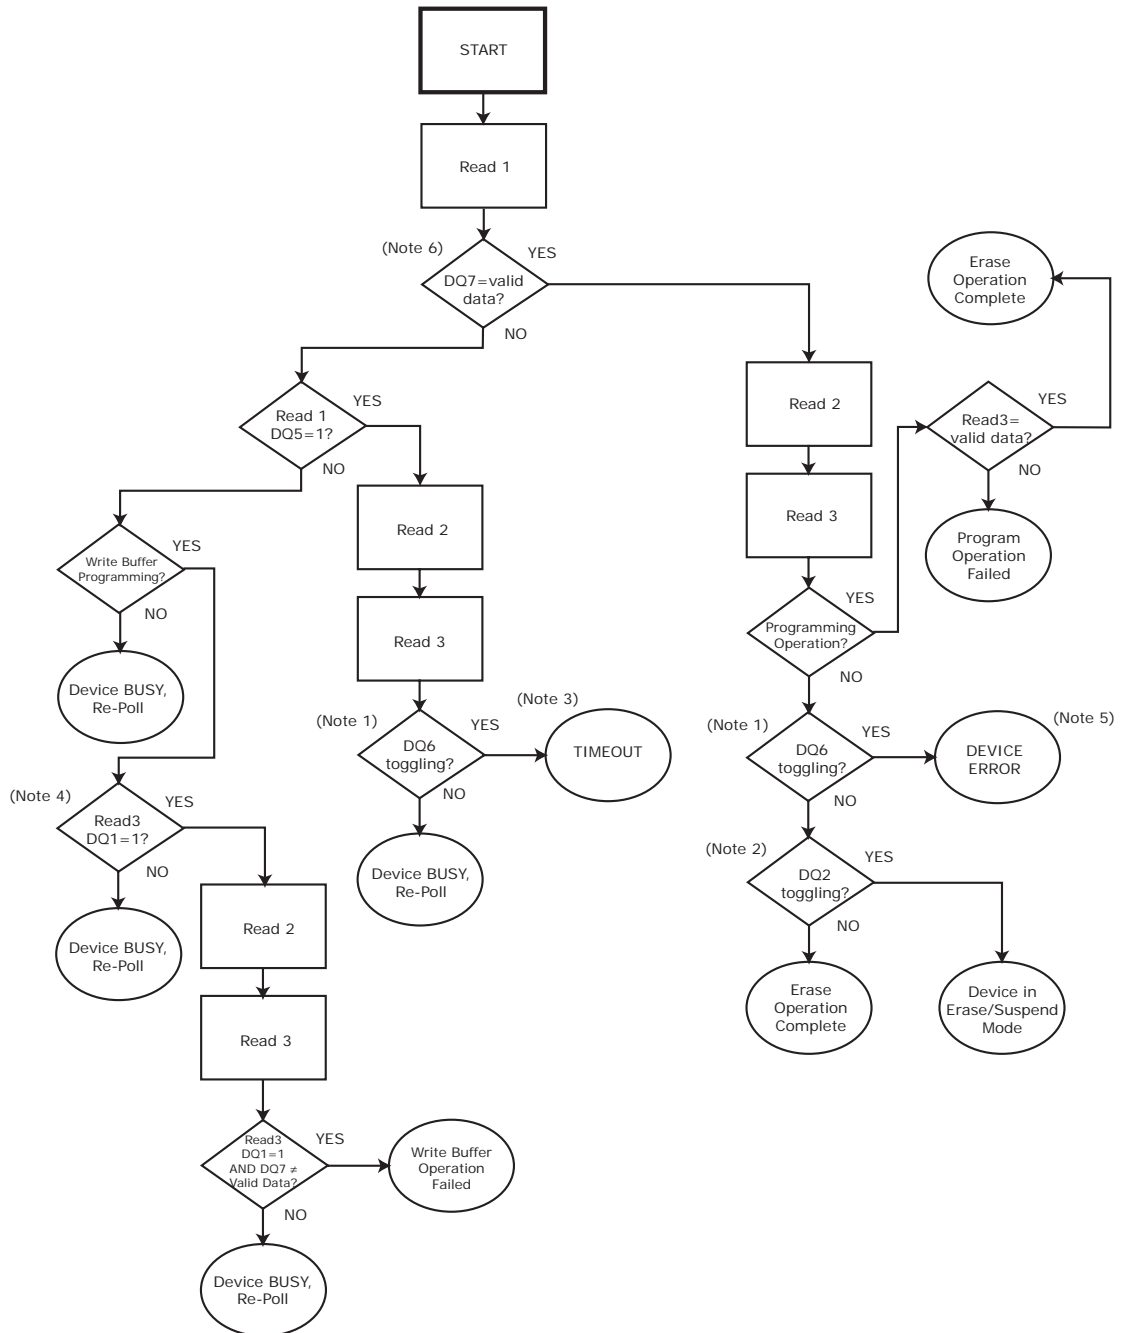 START
Read 1
(Note 6)
YES
DQ7=valid
data?
NO
Erase
Operation
Complete
Read 1
DQ5=1?
YES
NO
Read 2
Read 3
Read3=
valid data?
YES
NO
Program
Operation
Failed
Write Buffer
Programming?
YES
NO
Device BUSY,
Re-Poll
Read 2
Read 3
(Note 1)
DQ6
toggling?
YES
NO
(Note 3)
TIMEOUT
Device BUSY,
Re-Poll
Programming
Operation?
YES
NO
(Note 1)
DQ6
toggling?
YES
NO
DEVICE
ERROR
(Note 5)
(Note 2)
DQ2
toggling?
YES
NO
Erase
Operation
Complete
Device in
Erase/Suspend
Mode
(Note 4)
Read3
DQ1=1?
YES
NO
Device BUSY,
Re-Poll
Read 2
Read 3
Read3
DQ1=1
AND DQ7 ≠
Valid Data?
YES
NO
Write Buffer
Operation
Failed
Device BUSY,
Re-Poll